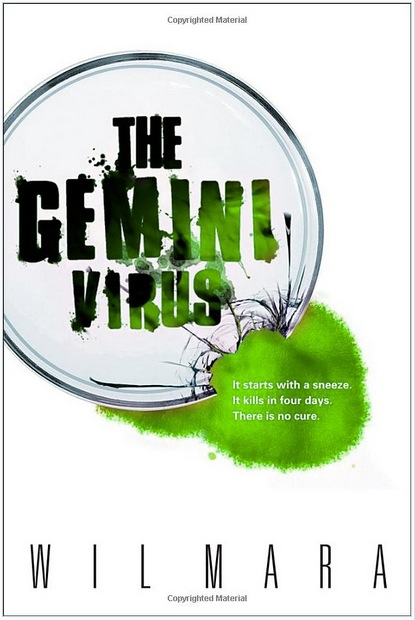 Copyrighted Material
THE
GEMINI
VIRUS
It starts with a sneeze.
It kills in four days.
There is no cure.
WIL MARA
Copyrighted Material